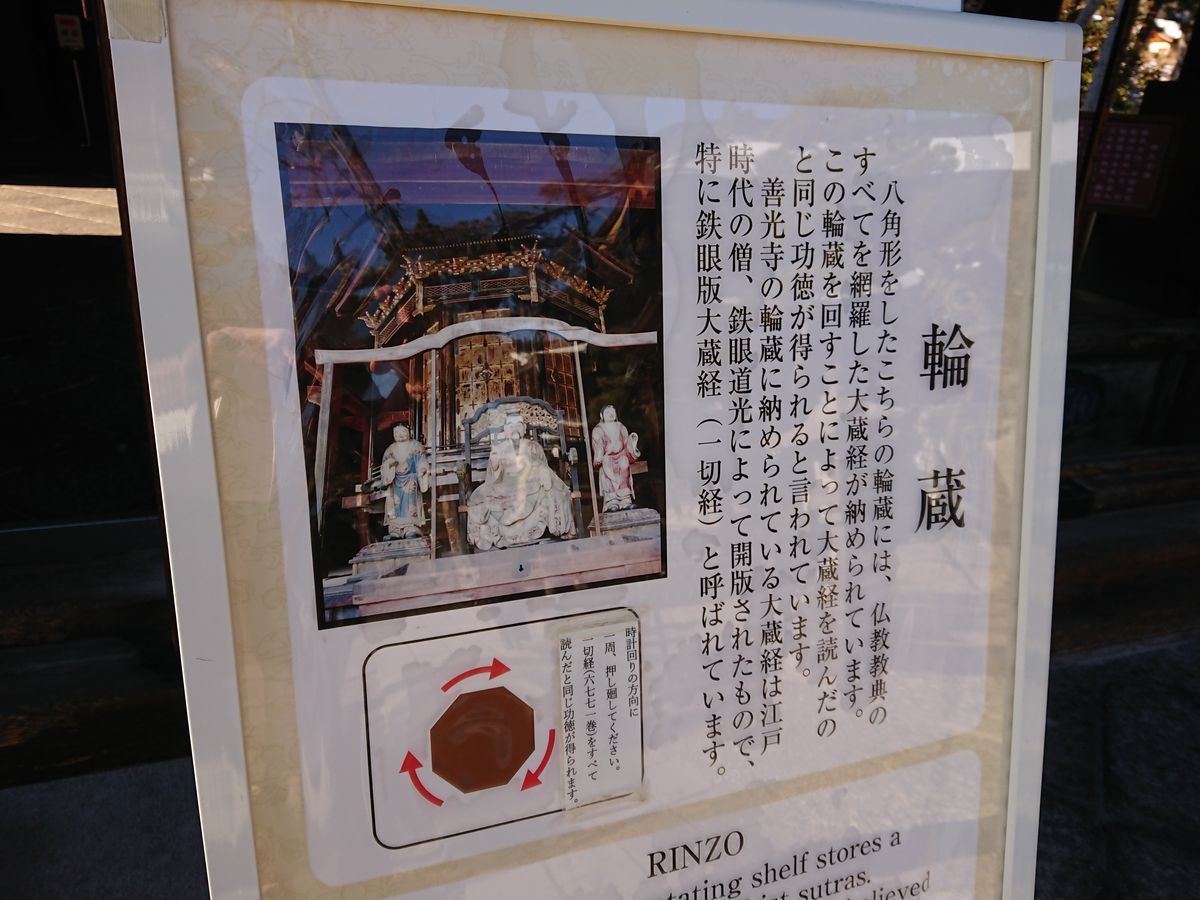 輪蔵
八角形をしたこちらの輪蔵には、仏教教典の
すべてを網羅した大蔵経が納められています。
この輪蔵を回すことによって大蔵経を読んだの
と同じ功徳が得られると言われています。
善光寺の輪蔵に納められている大蔵経は江戸
時代の僧、鉄眼道光によって開版されたもので、
特に鉄眼版大蔵経（一切経）と呼ばれています。
時計回りの方向に
一周、押し廻してください。
一切経(六七七一巻)をすべて
読んだと同じ功徳が得られます。
RINZO
tating shelf stores a
sutras.
elieved